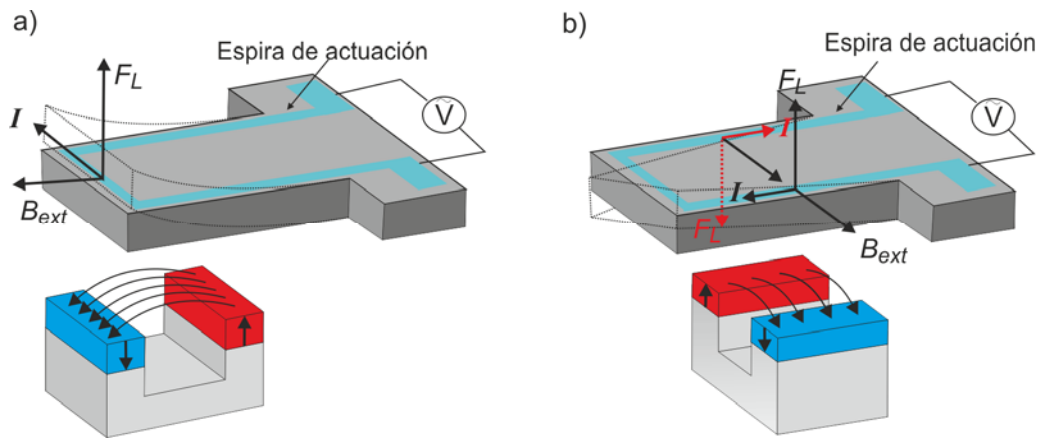 a)
Espira de actuación
F_L
I
B_ext
Ṽ
b)
Espira de actuación
F_L
I
I
F_L
B_ext
Ṽ